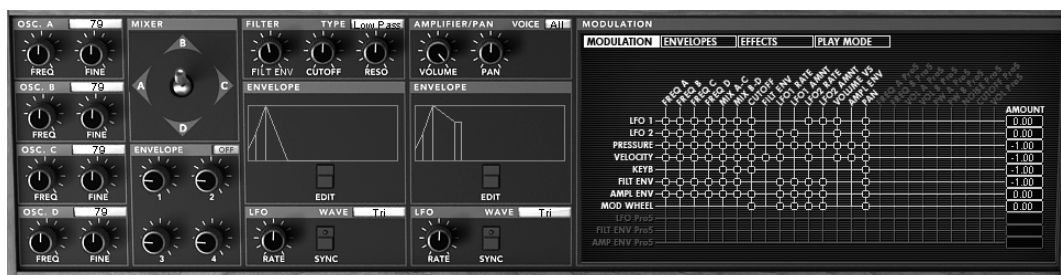 OSC. A 79
FREQ FINE
OSC. B 79
FREQ FINE
OSC. C 79
FREQ FINE
OSC. D 79
FREQ FINE
MIXER
B
A C
D
ENVELOPE OFF
1 2
3 4
FILTER TYPE Low Pass
FILT ENV CUTOFF RESO
ENVELOPE
EDIT
LFO WAVE Tri
RATE SYNC
AMPLIFIER/PAN VOICE All
VOLUME PAN
ENVELOPE
EDIT
LFO WAVE Tri
RATE SYNC
MODULATION
MODULATION ENVELOPES EFFECTS PLAY MODE
FREQ A
FREQ B
FREQ C
FREQ D
MIX A-C
MIX B-D
CUTOFF
FILT ENV
LFO1 RATE
LFO1 AMNT
LFO2 RATE
LFO2 AMNT
VOLUME VS
AMPL ENV
PAN
AMOUNT
LFO 1 0.00
LFO 2 0.00
PRESSURE -1.00
VELOCITY -1.00
KEYB -1.00
FILT ENV -1.00
AMPL ENV 0.00
MOD WHEEL 0.00
LFO Pro5
FILT ENV Pro5
AMP ENV Pro5